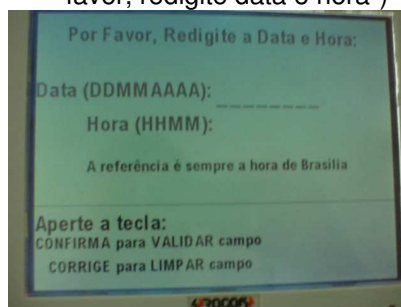 favor, redigite data e hora")
Por Favor, Redigite a Data e Hora:
Data (DDMMAAAA): _ _ _ _ _ _ _ _
Hora (HHMM):
A referência é sempre a hora de Brasilia
Aperte a tecla:
CONFIRMA para VALIDAR campo
CORRIGE para LIMPAR campo